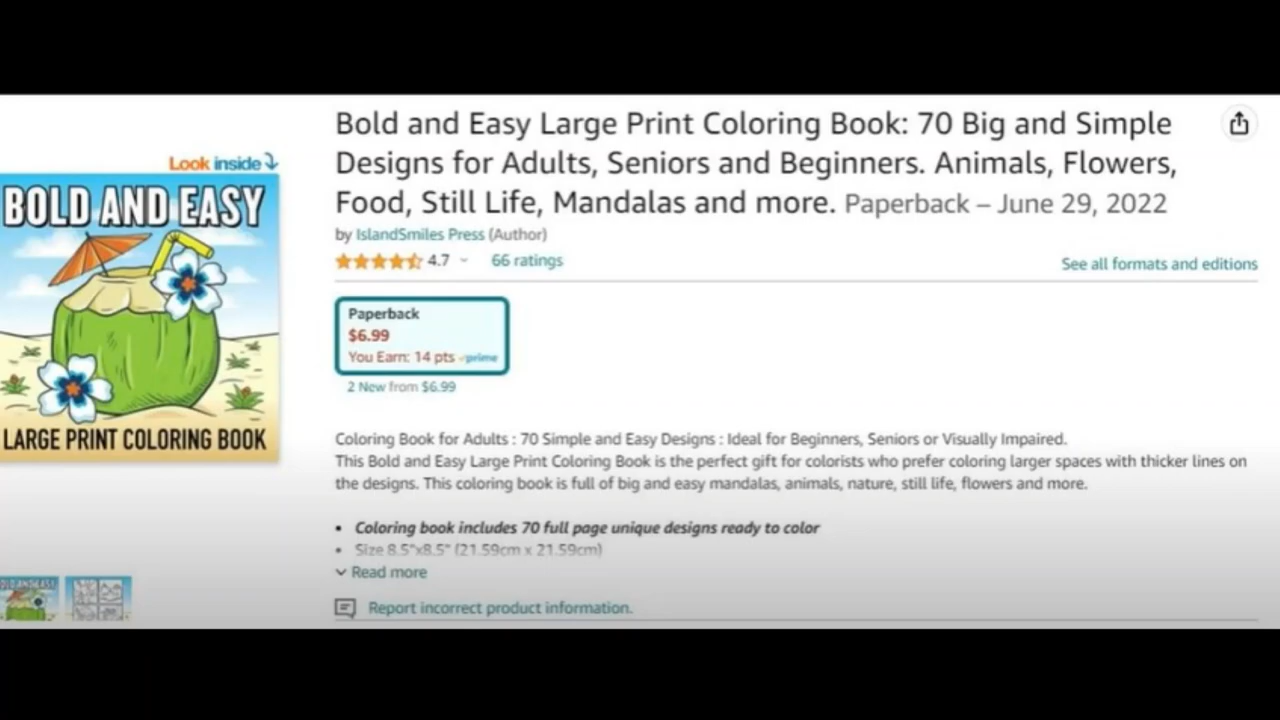 Look inside
BOLD AND EASY
LARGE PRINT COLORING BOOK
Bold and Easy Large Print Coloring Book: 70 Big and Simple
Designs for Adults, Seniors and Beginners. Animals, Flowers,
Food, Still Life, Mandalas and more. Paperback – June 29, 2022
by IslandSmiles Press (Author)
4.7 66 ratings
See all formats and editions
Paperback
$6.99
You Earn: 14 pts prime
2 New from $6.99
Coloring Book for Adults : 70 Simple and Easy Designs : Ideal for Beginners, Seniors or Visually Impaired.
This Bold and Easy Large Print Coloring Book is the perfect gift for colorists who prefer coloring larger spaces with thicker lines on
the designs. This coloring book is full of big and easy mandalas, animals, nature, still life, flowers and more.
• Coloring book includes 70 full page unique designs ready to color
• Size 8.5"x8.5" (21.59cm x 21.59cm)
Read more
Report incorrect product information.